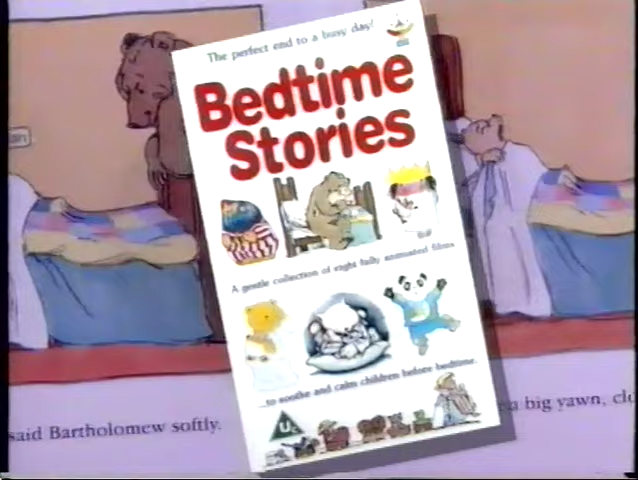 The perfect end to a busy day!
Bedtime
Stories
A gentle collection of eight fully animated films
...to soothe and calm children before bedtime.
U
said Bartholomew softly.
a big yawn, clo